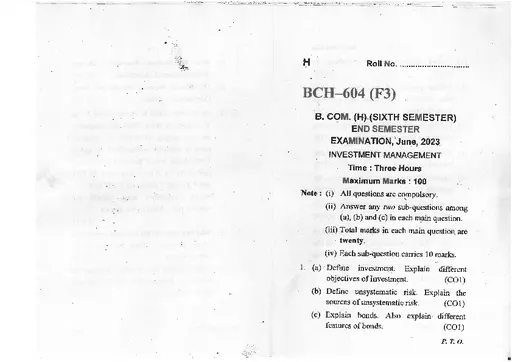 H Roll No. ..............................
BCH–604 (F3)
B. COM. (H) (SIXTH SEMESTER)
END SEMESTER
EXAMINATION, June, 2023
INVESTMENT MANAGEMENT
Time : Three Hours
Maximum Marks : 100
Note : (i) All questions are compulsory.
(ii) Answer any two sub-questions among
(a), (b) and (c) in each main question.
(iii) Total marks in each main question are
twenty.
(iv) Each sub-question carries 10 marks.
1. (a) Define investment. Explain different
objectives of Investment. (CO1)
(b) Define unsystematic risk. Explain the
sources of unsystematic risk. (CO1)
(c) Explain bonds. Also explain different
features of bonds. (CO1)
P. T. O.